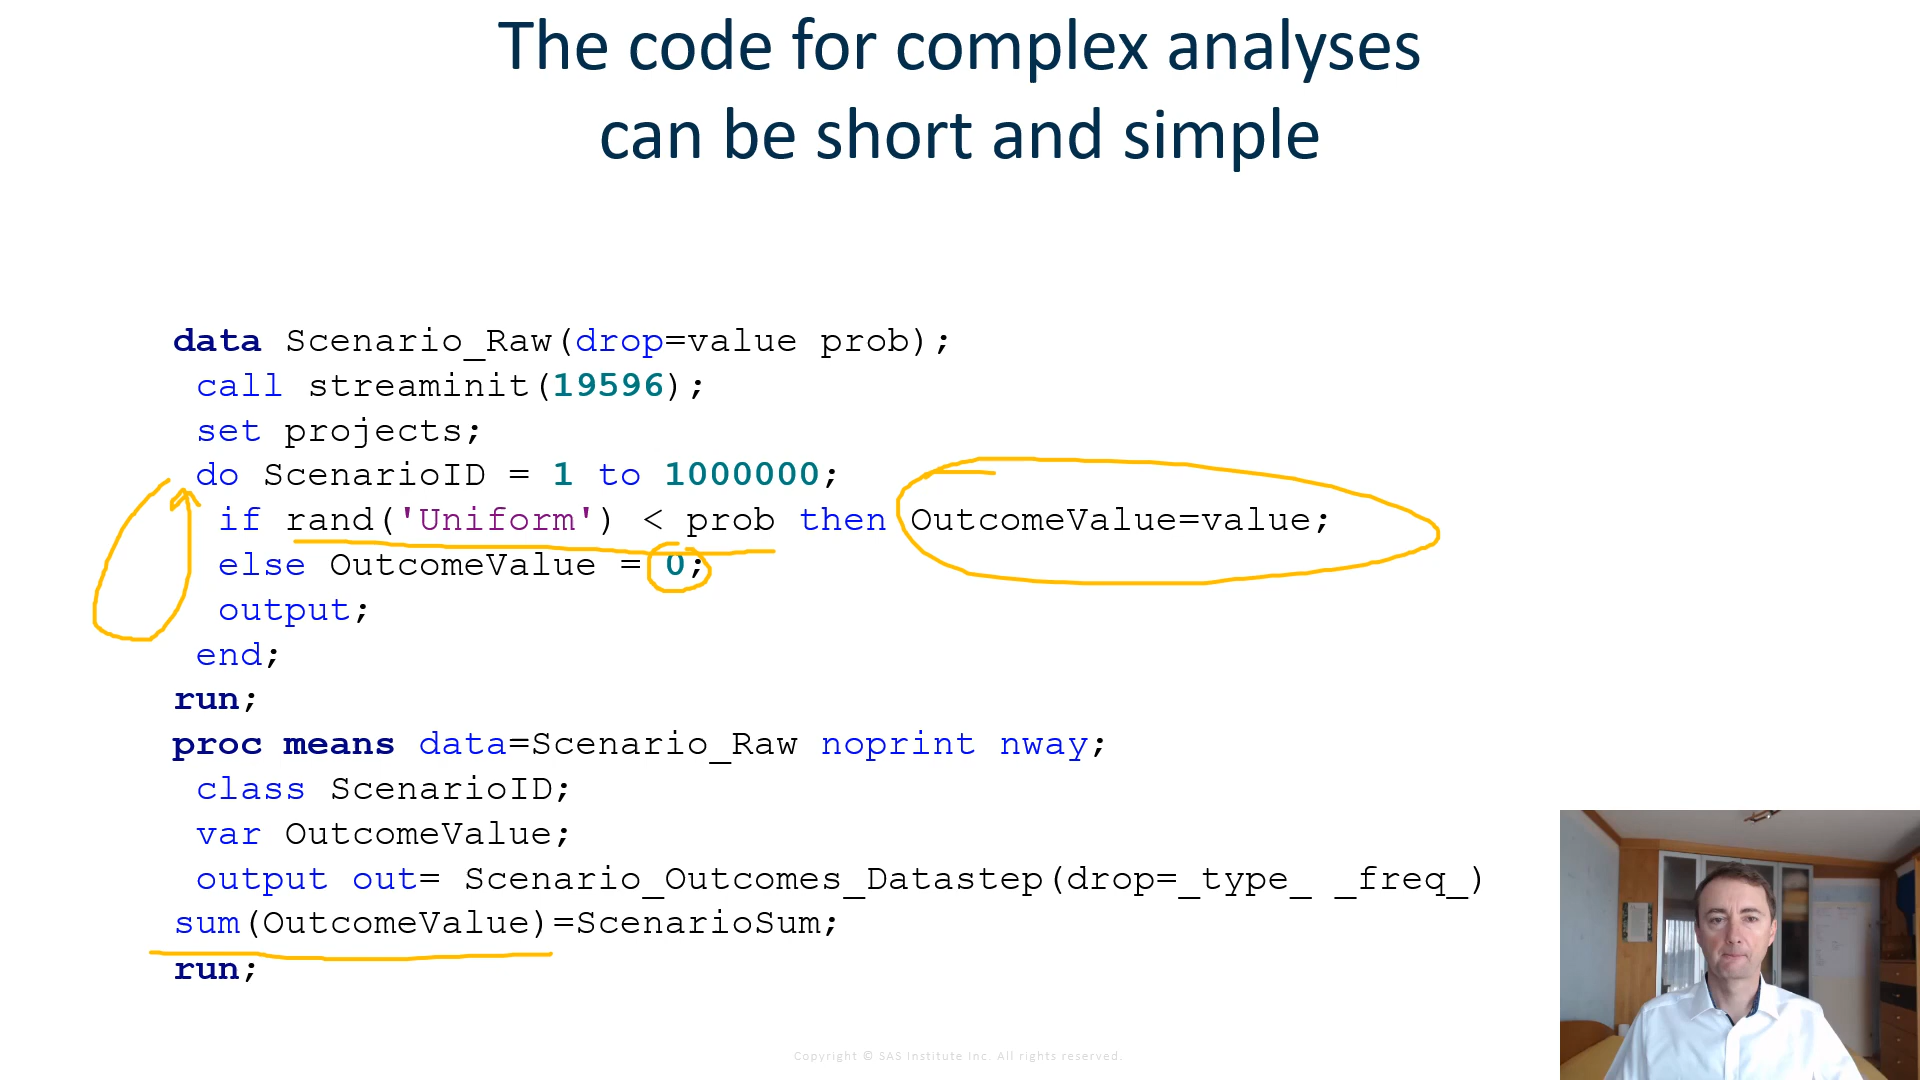 The code for complex analyses
can be short and simple
data Scenario_Raw(drop=value prob);
call streaminit(19596);
set projects;
do ScenarioID = 1 to 1000000;
if rand('Uniform') < prob then OutcomeValue=value;
else OutcomeValue = 0;
output;
end;
run;
proc means data=Scenario_Raw noprint nway;
class ScenarioID;
var OutcomeValue;
output out= Scenario_Outcomes_Datastep(drop=_type_ _freq_)
sum(OutcomeValue)=ScenarioSum;
run;
Copyright © SAS Institute Inc. All rights reserved.